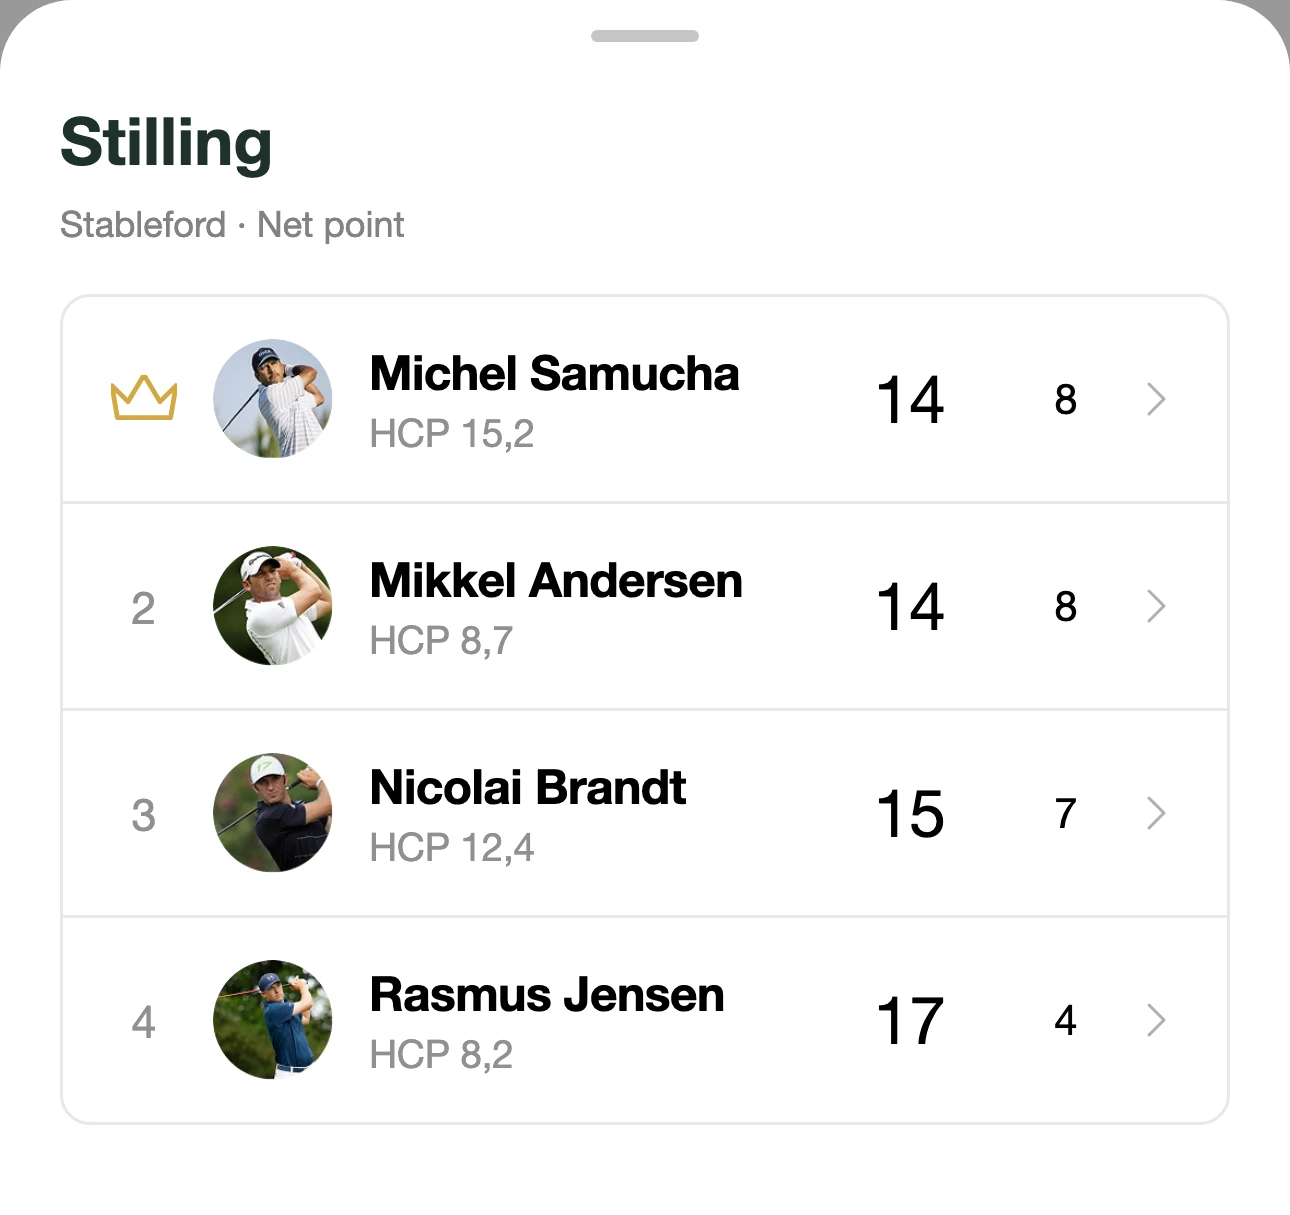 Stilling
Stableford · Net point
Michel Samucha
HCP 15,2
14
8
2
Mikkel Andersen
HCP 8,7
14
8
3
Nicolai Brandt
HCP 12,4
15
7
4
Rasmus Jensen
HCP 8,2
17
4